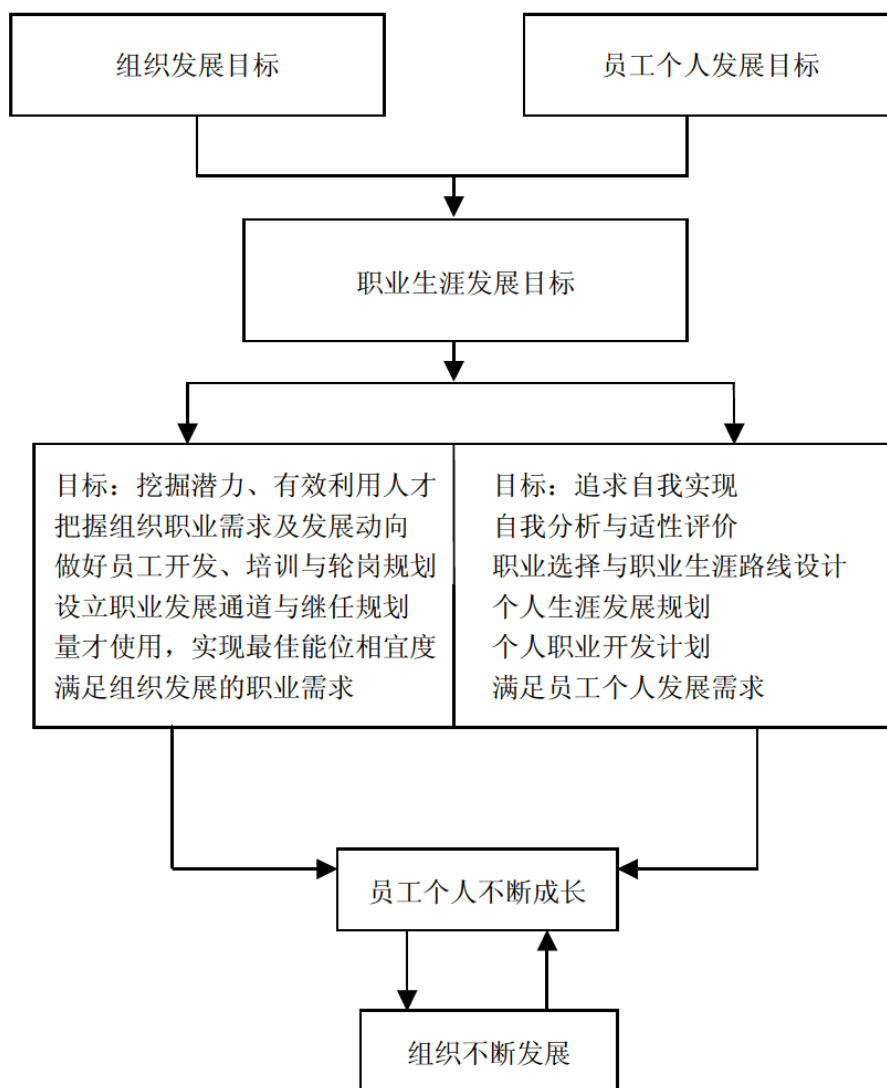 组织发展目标
员工个人发展目标
职业生涯发展目标
目标：挖掘潜力、有效利用人才
把握组织职业需求及发展动向
做好员工开发、培训与轮岗规划
设立职业发展通道与继任规划
量才使用，实现最佳能位相宜度
满足组织发展的职业需求
目标：追求自我实现
自我分析与适性评价
职业选择与职业生涯路线设计
个人生涯发展规划
个人职业开发计划
满足员工个人发展需求
员工个人不断成长
组织不断发展